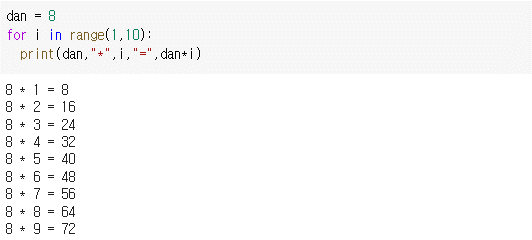 dan = 8
for i in range(1,10):
  print(dan,"*",i,"=",dan*i)
8 * 1 = 8
8 * 2 = 16
8 * 3 = 24
8 * 4 = 32
8 * 5 = 40
8 * 6 = 48
8 * 7 = 56
8 * 8 = 64
8 * 9 = 72